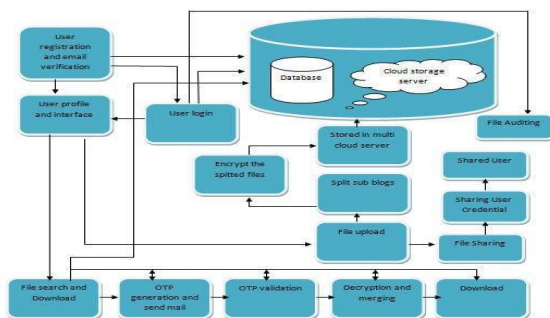 User
registration
and email
verification
Database
Cloud storage
server
User profile
and interface
User login
File Auditing
Stored in multi
cloud server
Encrypt the
spitted files
Shared User
Split sub blogs
Sharing User
Credential
File upload
File Sharing
File search and
Download
OTP
generation and
send mail
OTP validation
Decryption and
merging
Download